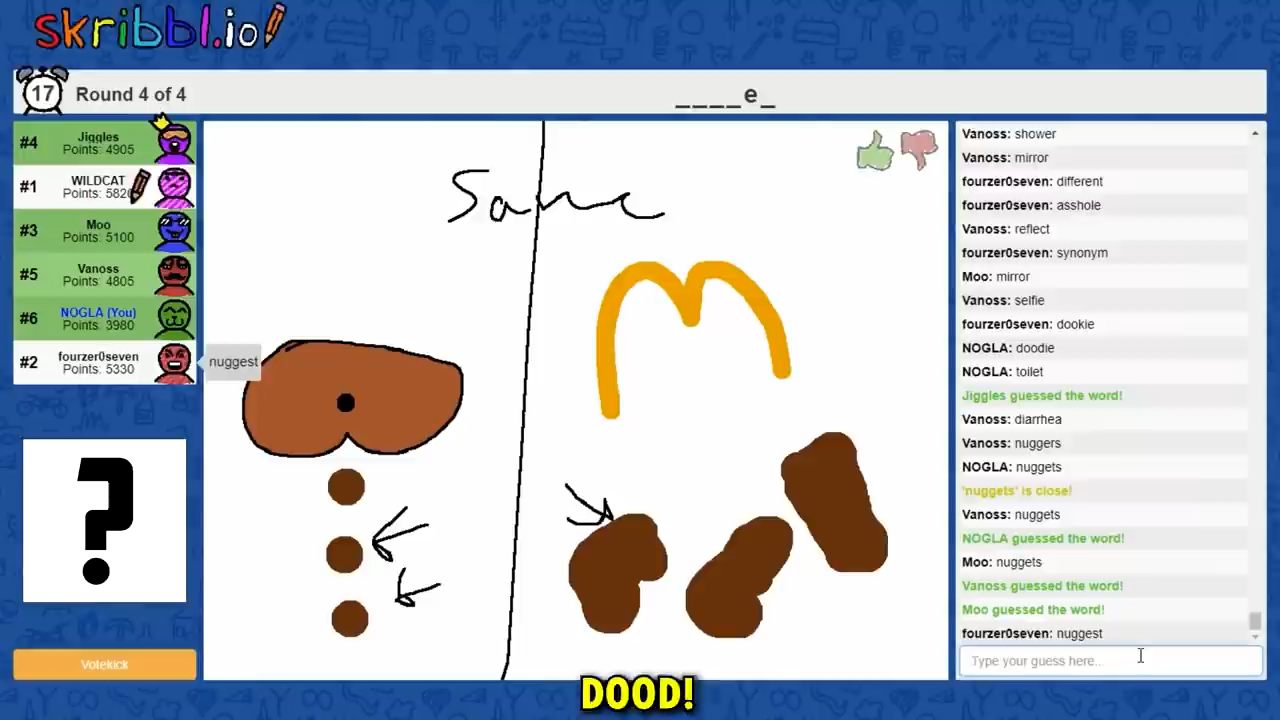 skribbl.io
17
Round 4 of 4
____e_
#4
Jiggles
Points: 4905
#1
WILDCAT
Points: 5820
#3
Moo
Points: 5100
#5
Vanoss
Points: 4805
#6
NOGLA (You)
Points: 3980
#2
fourzer0seven
Points: 5330
nuggest
?
Votekick
Same
Vanoss: shower
Vanoss: mirror
fourzer0seven: different
fourzer0seven: asshole
Vanoss: reflect
fourzer0seven: synonym
Moo: mirror
Vanoss: selfie
fourzer0seven: dookie
NOGLA: doodie
NOGLA: toilet
Jiggles guessed the word!
Vanoss: diarrhea
Vanoss: nuggers
NOGLA: nuggets
'nuggets' is close!
Vanoss: nuggets
NOGLA guessed the word!
Moo: nuggets
Vanoss guessed the word!
Moo guessed the word!
fourzer0seven: nuggest
Type your guess here...
DOOD!